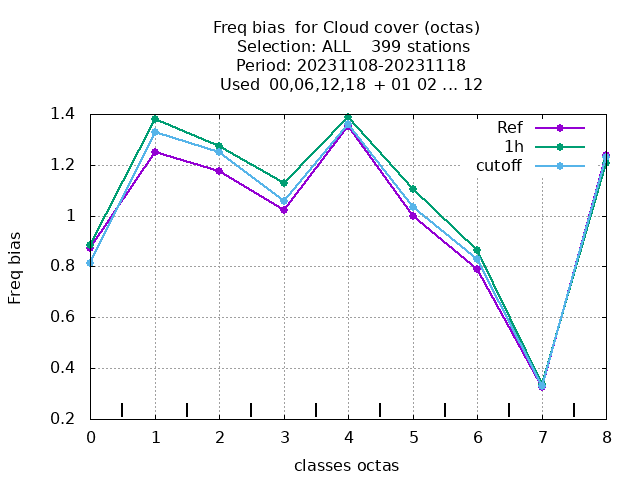 Freq bias  for Cloud cover (octas)
Selection: ALL    399 stations
Period: 20231108-20231118
Used  00,06,12,18  + 01 02 ... 12
Ref
1h
cutoff
Freq bias
1.4
1.2
1
0.8
0.6
0.4
0.2
0 1 2 3 4 5 6 7 8
classes octas